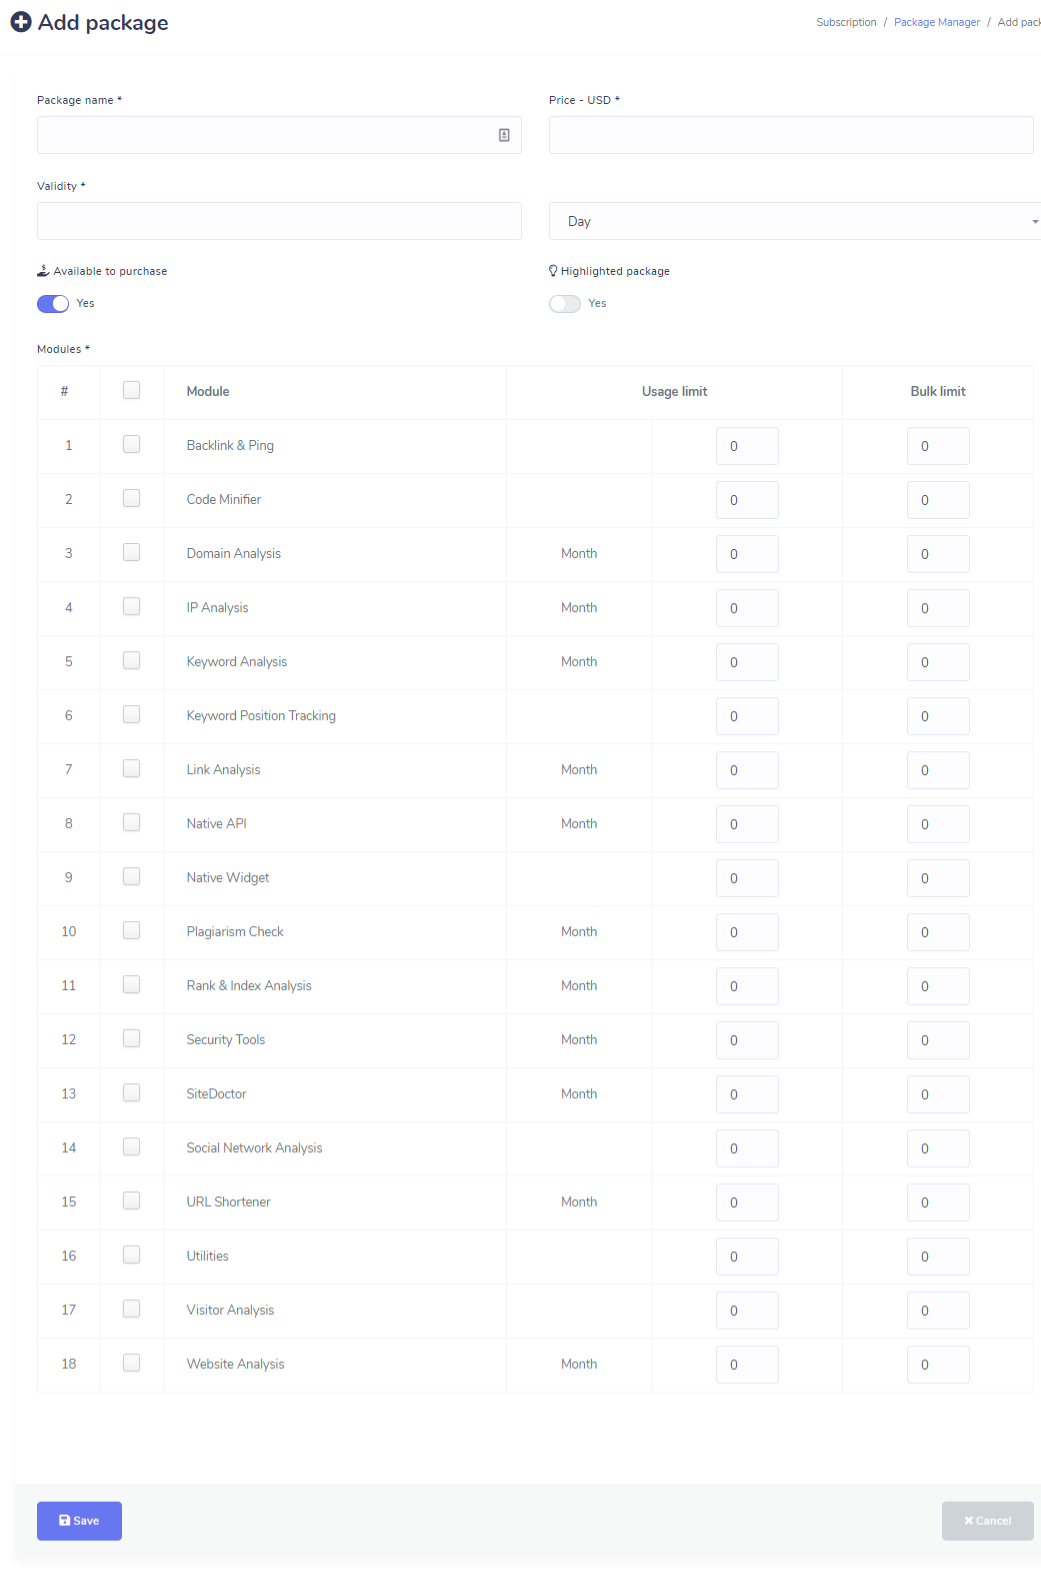 Add package
Subscription / Package Manager / Add pack
Package name *
Price - USD *
Validity *
Day
Available to purchase
Highlighted package
Yes
Yes
Modules *
# Module Usage limit Bulk limit
1 Backlink & Ping 0 0
2 Code Minifier 0 0
3 Domain Analysis Month 0 0
4 IP Analysis Month 0 0
5 Keyword Analysis Month 0 0
6 Keyword Position Tracking 0 0
7 Link Analysis Month 0 0
8 Native API Month 0 0
9 Native Widget 0 0
10 Plagiarism Check Month 0 0
11 Rank & Index Analysis Month 0 0
12 Security Tools Month 0 0
13 SiteDoctor Month 0 0
14 Social Network Analysis 0 0
15 URL Shortener Month 0 0
16 Utilities 0 0
17 Visitor Analysis 0 0
18 Website Analysis Month 0 0
Save
Cancel